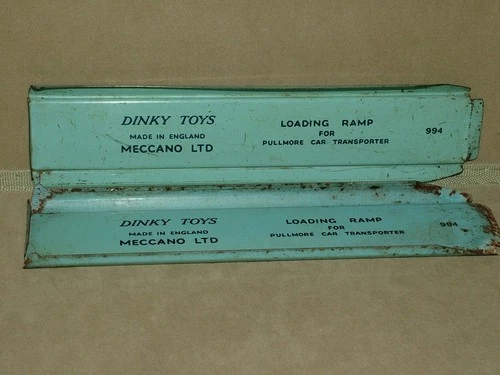 DINKY TOYS
MADE IN ENGLAND
MECCANO LTD
LOADING RAMP
FOR
PULLMORE CAR TRANSPORTER
994
DINKY TOYS
MADE IN ENGLAND
MECCANO LTD
LOADING RAMP
FOR
PULLMORE CAR TRANSPORTER
994